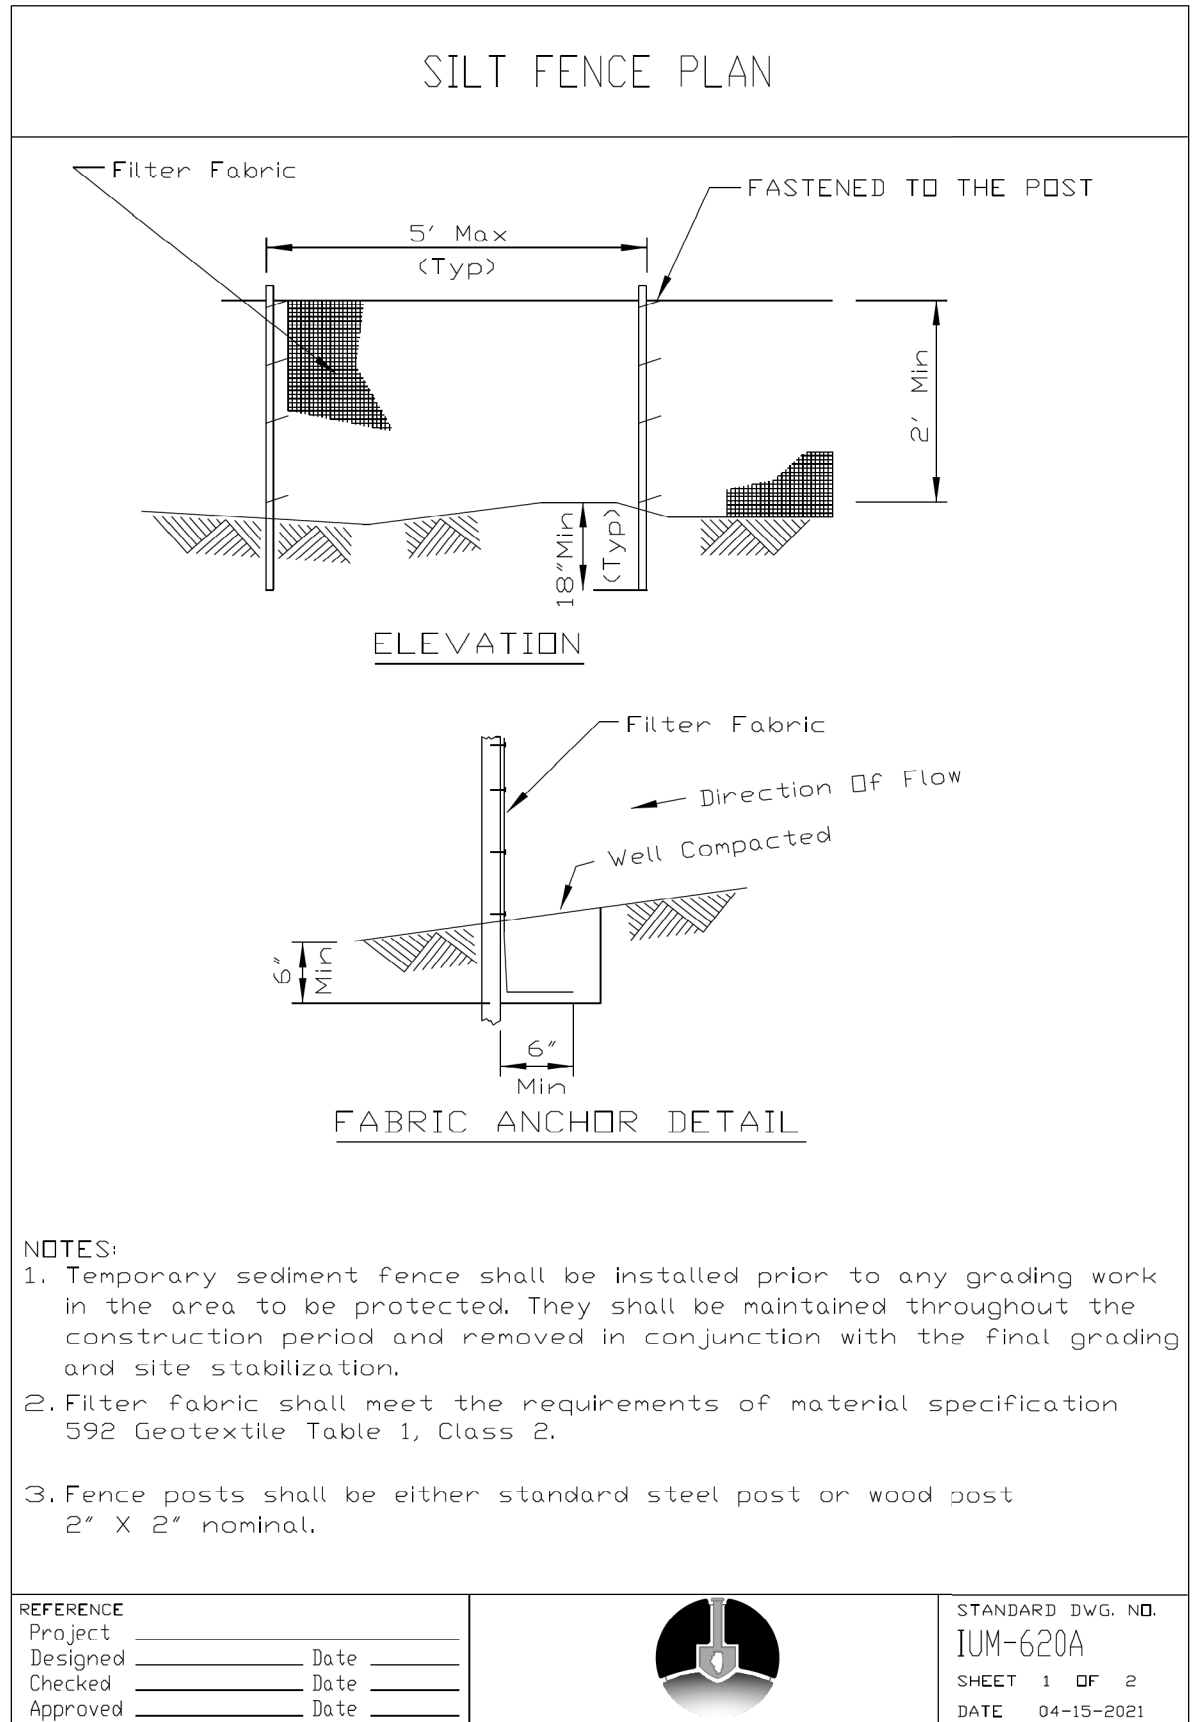 SILT FENCE PLAN
Filter Fabric
FASTENED TO THE POST
5' Max
(Typ)
2' Min
18"Min
(Typ)
ELEVATION
Filter Fabric
Direction Of Flow
Well Compacted
6"
Min
6"
Min
FABRIC ANCHOR DETAIL
NOTES:
1. Temporary sediment fence shall be installed prior to any grading work
in the area to be protected. They shall be maintained throughout the
construction period and removed in conjunction with the final grading
and site stabilization.
2. Filter fabric shall meet the requirements of material specification
592 Geotextile Table 1, Class 2.
3. Fence posts shall be either standard steel post or wood post
2" X 2" nominal.
REFERENCE
Project
Designed Date
Checked Date
Approved Date
STANDARD DWG. NO.
IUM-620A
SHEET 1 OF 2
DATE 04-15-2021